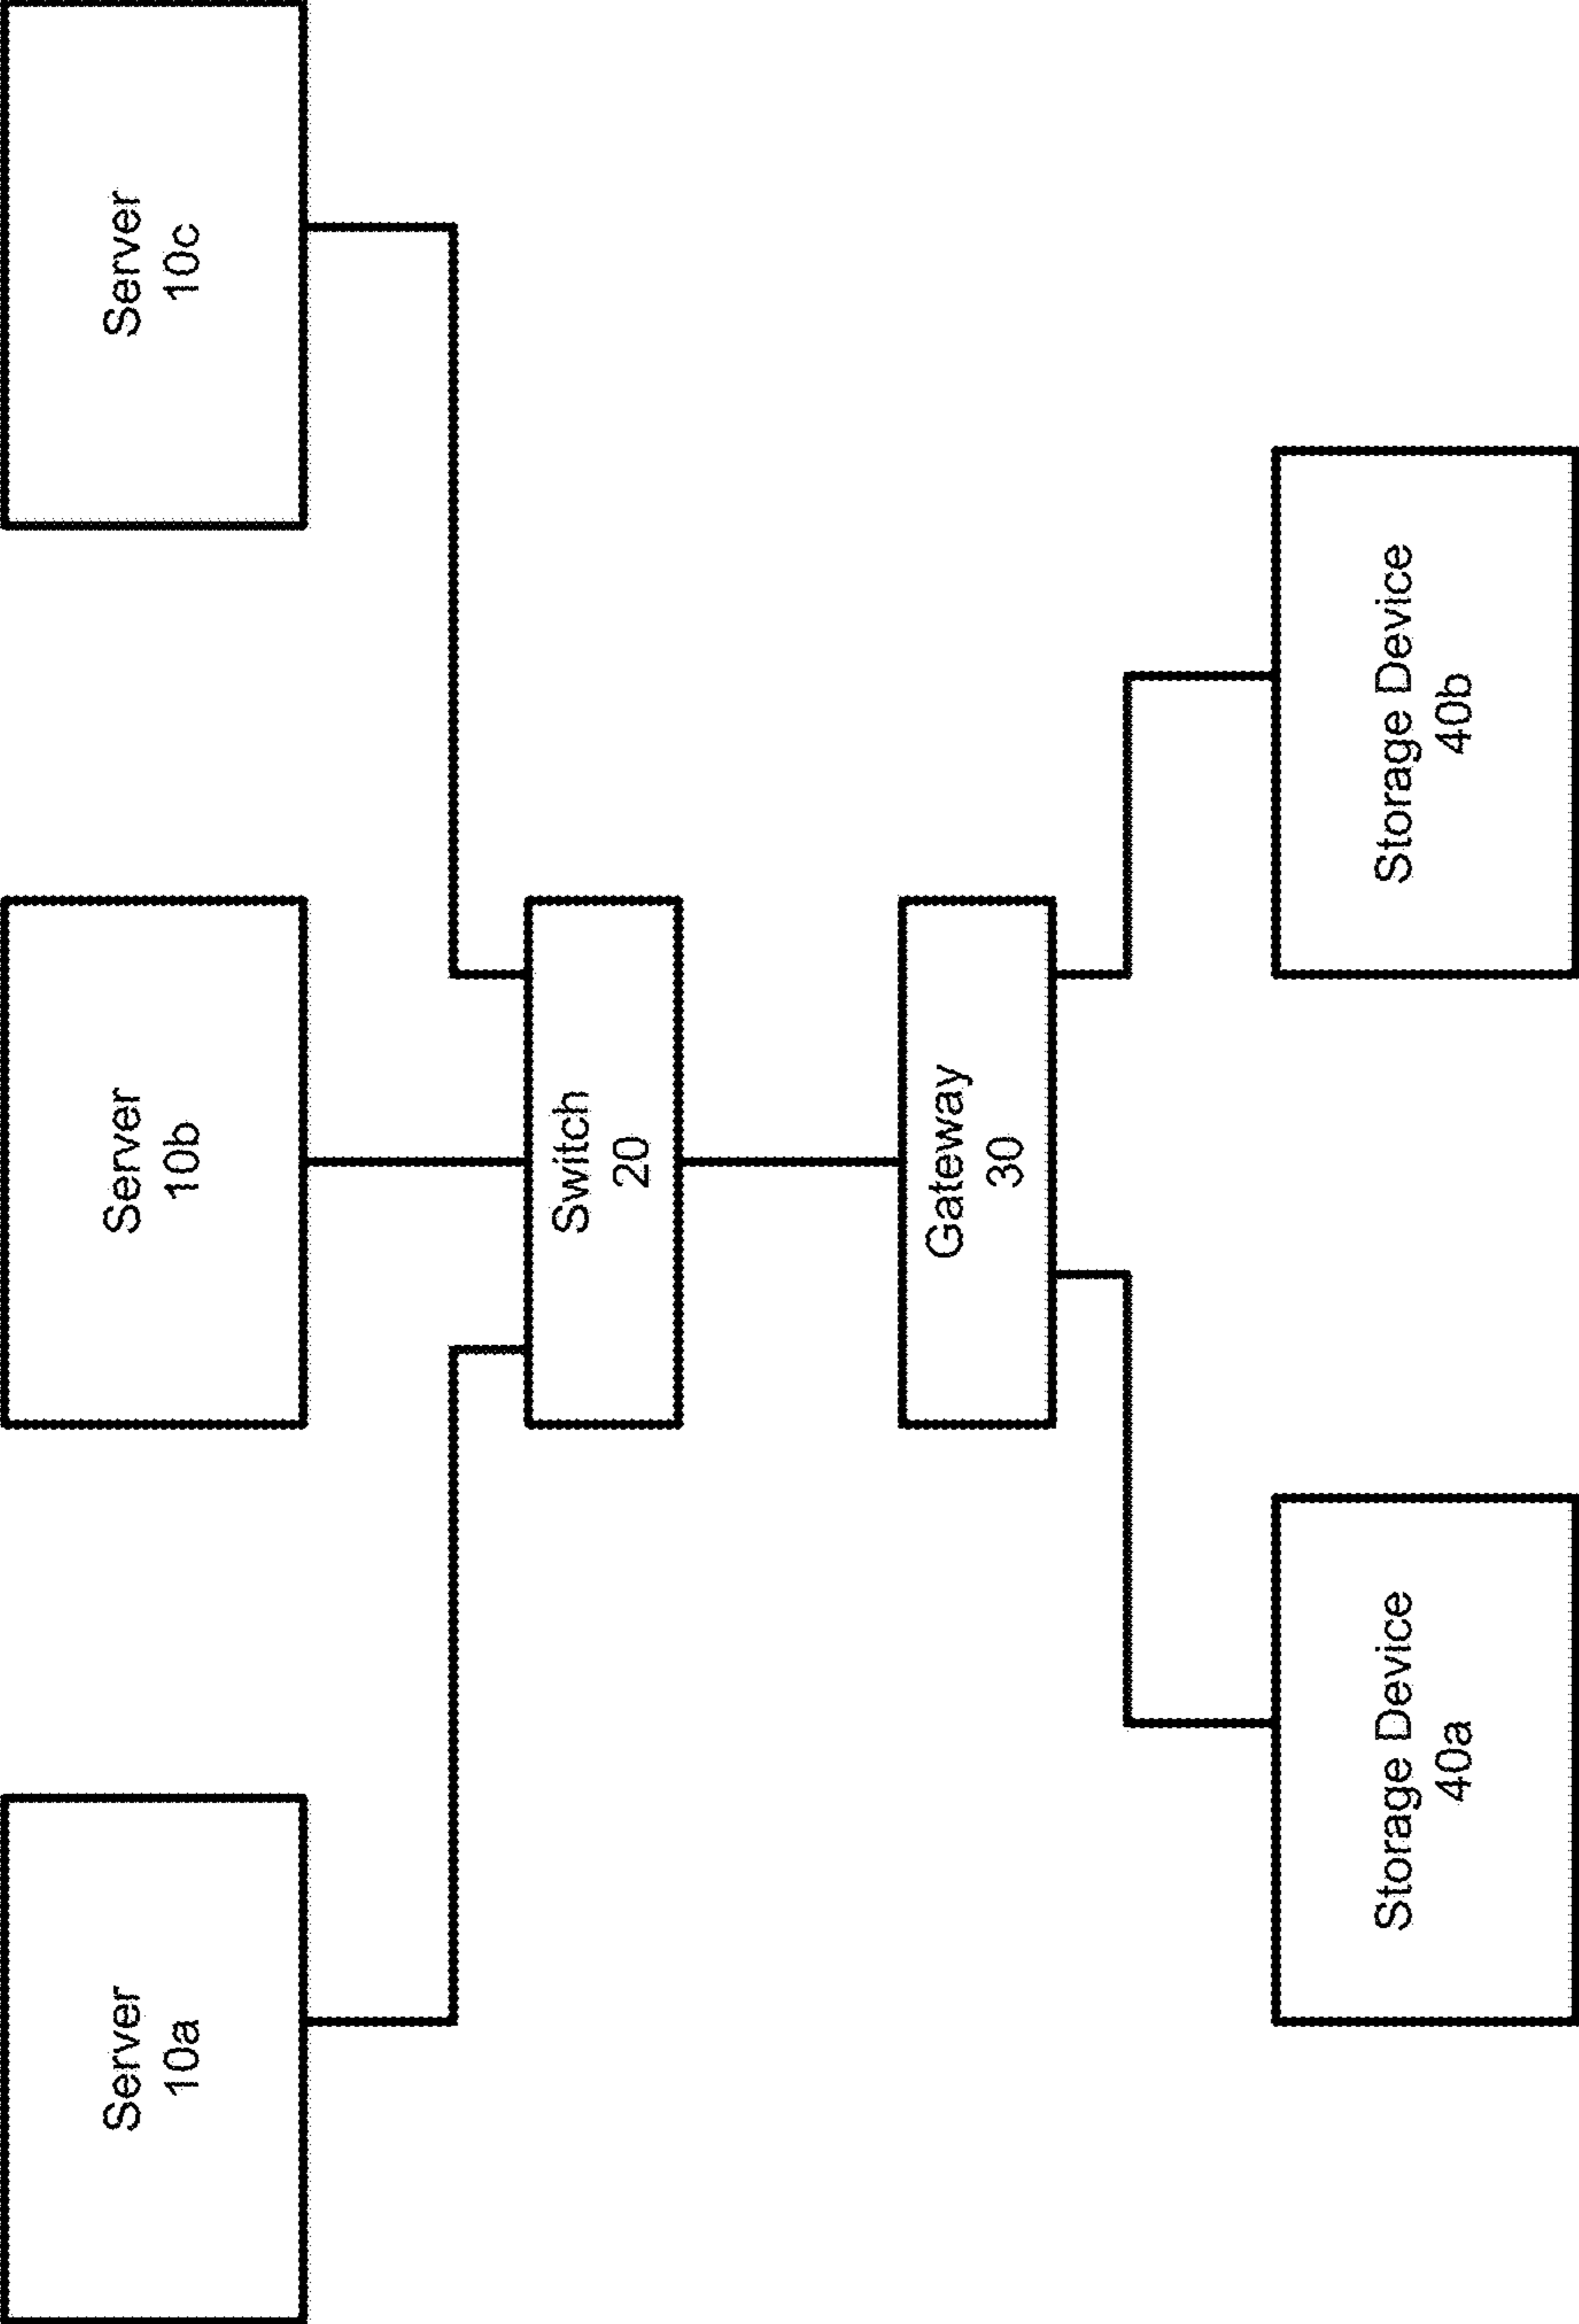 Server
10a
Server
10b
Server
10c
Switch
20
Gateway
30
Storage Device
40a
Storage Device
40b